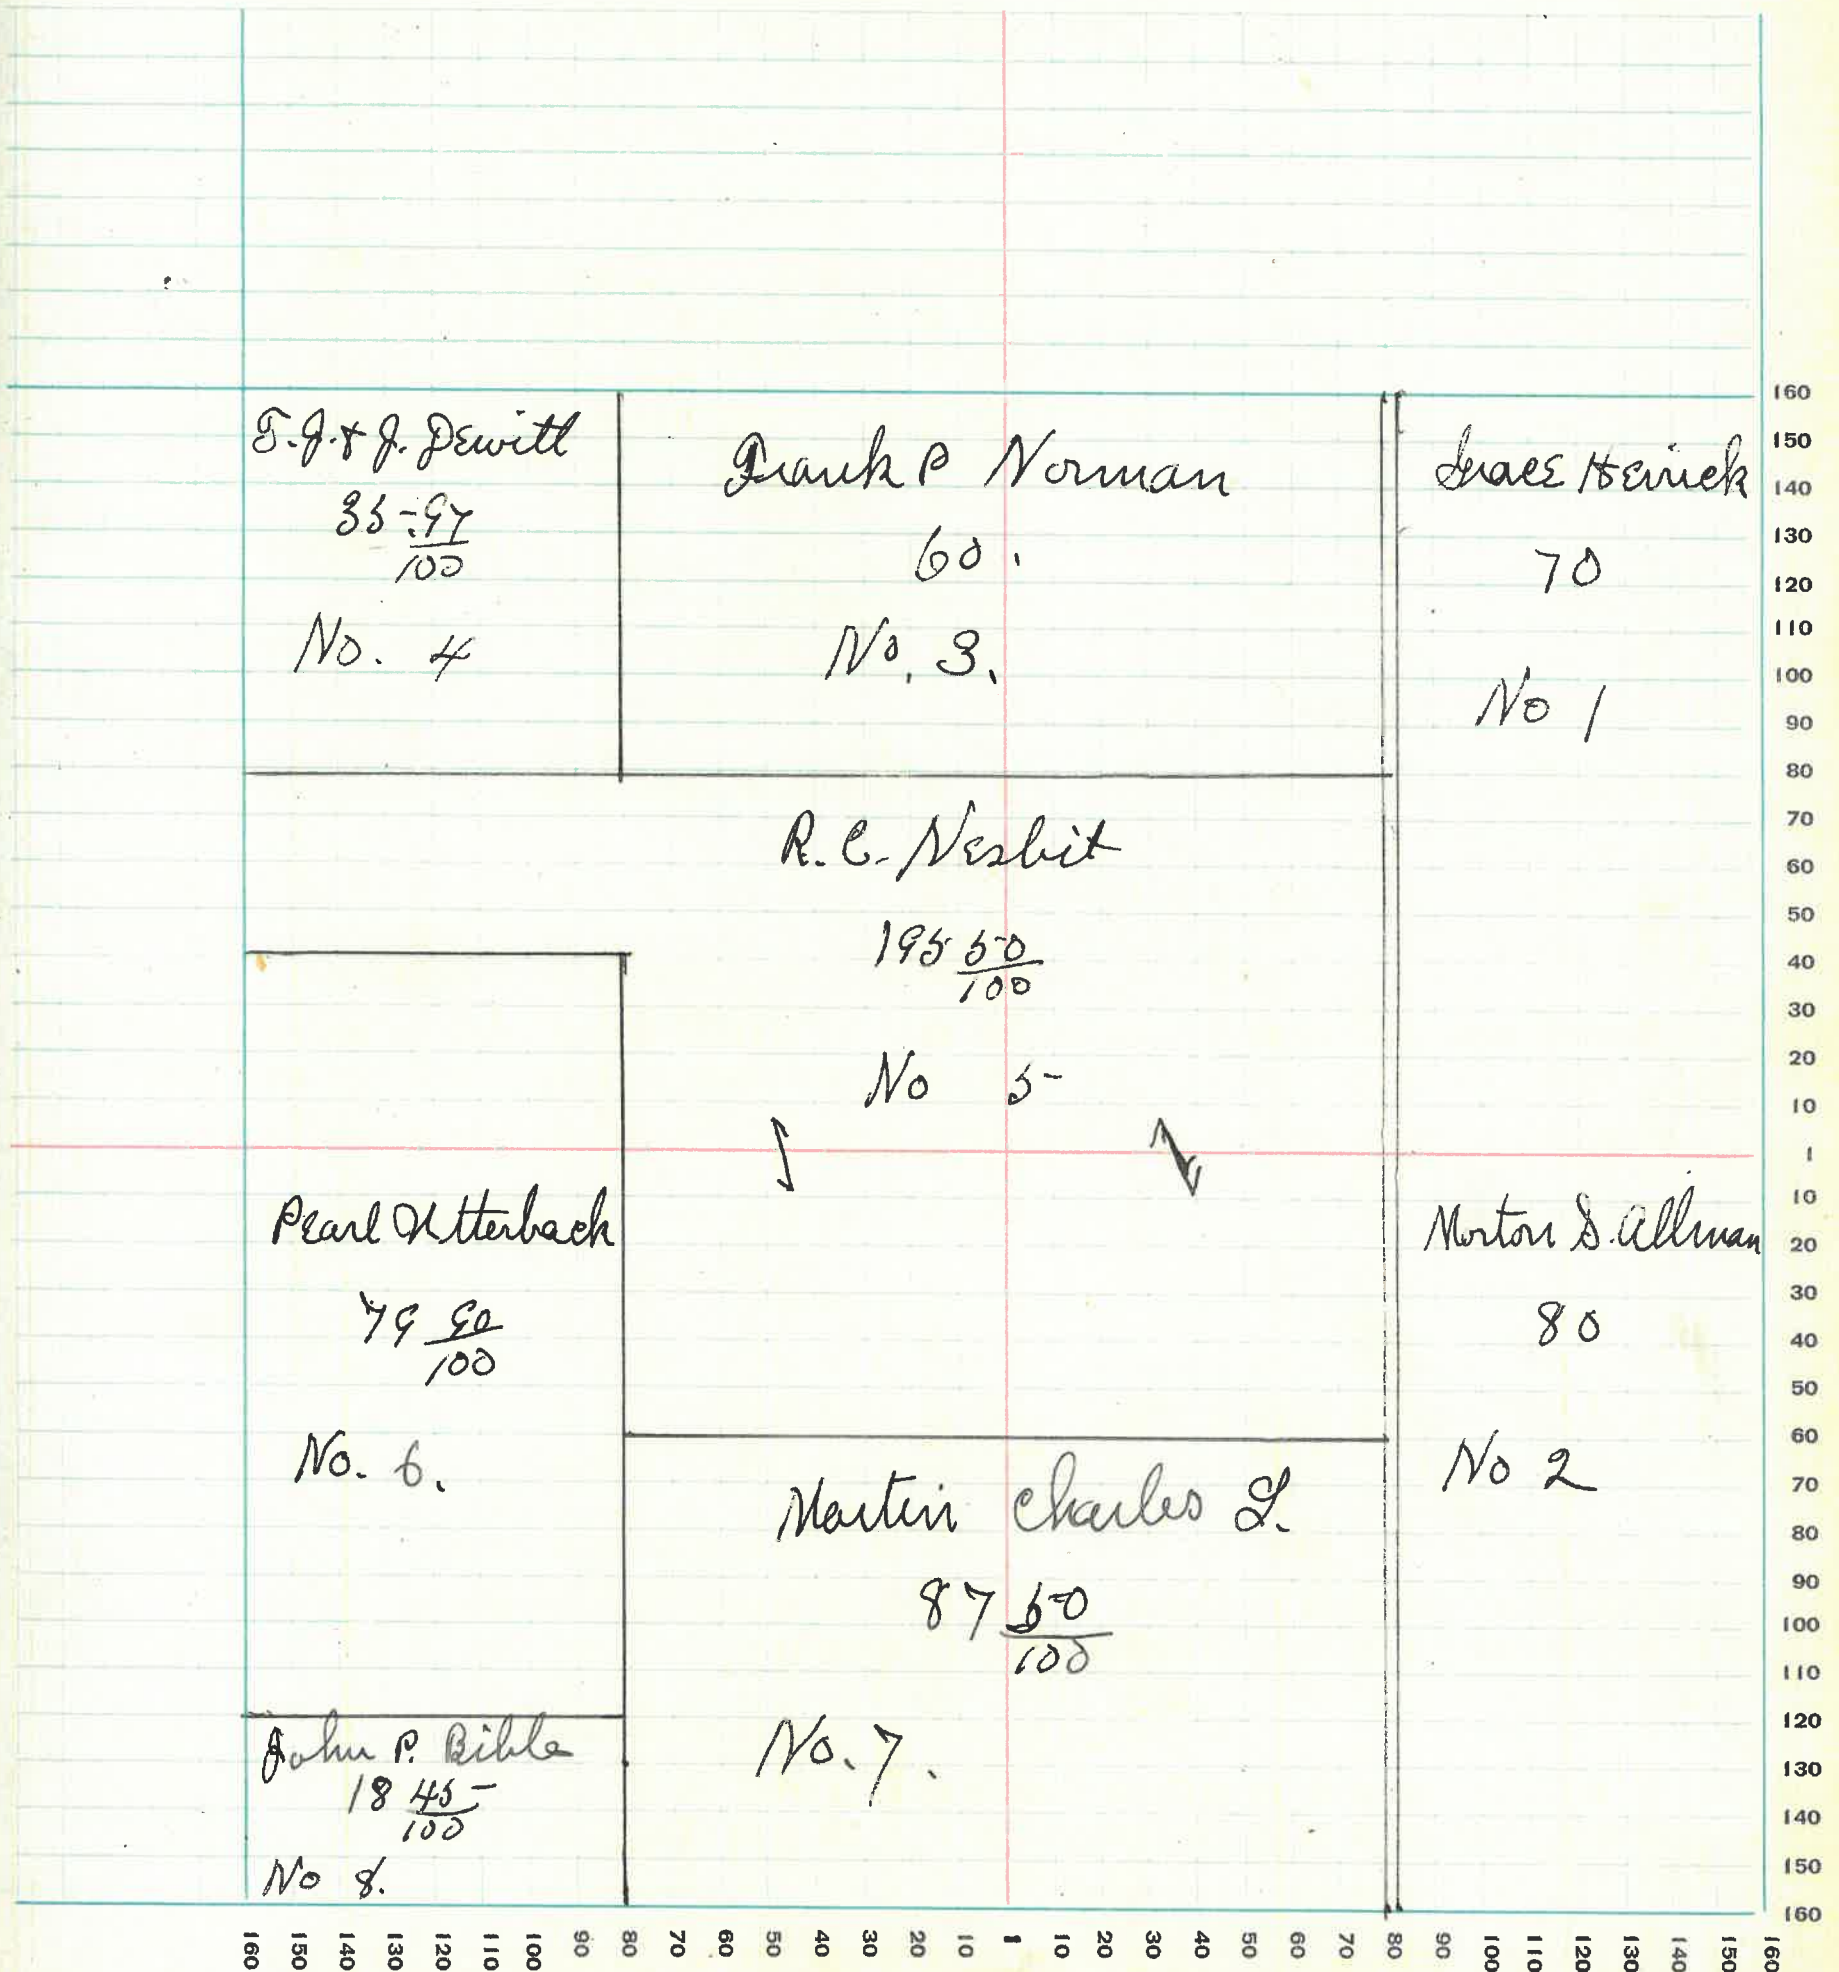 T. J. & J. Dewitt
35 97/100
No. 4
Frank P Norman
60.
No. 3.
Grace Herrick
70
No 1
R. C. Nesbit
195 50/100
No 5
Pearl Utterback
79 90/100
No. 6.
Morton S. Allman
80
No 2
Martin Charles L.
87 50/100
No. 7.
John P. Bible
18 45/100
No 8.
160
150
140
130
120
110
100
90
80
70
60
50
40
30
20
10
1
10
20
30
40
50
60
70
80
90
100
110
120
130
140
150
160
160 150 140 130 120 110 100 90 80 70 60 50 40 30 20 10 1 10 20 30 40 50 60 70 80 90 100 110 120 130 140 150 160